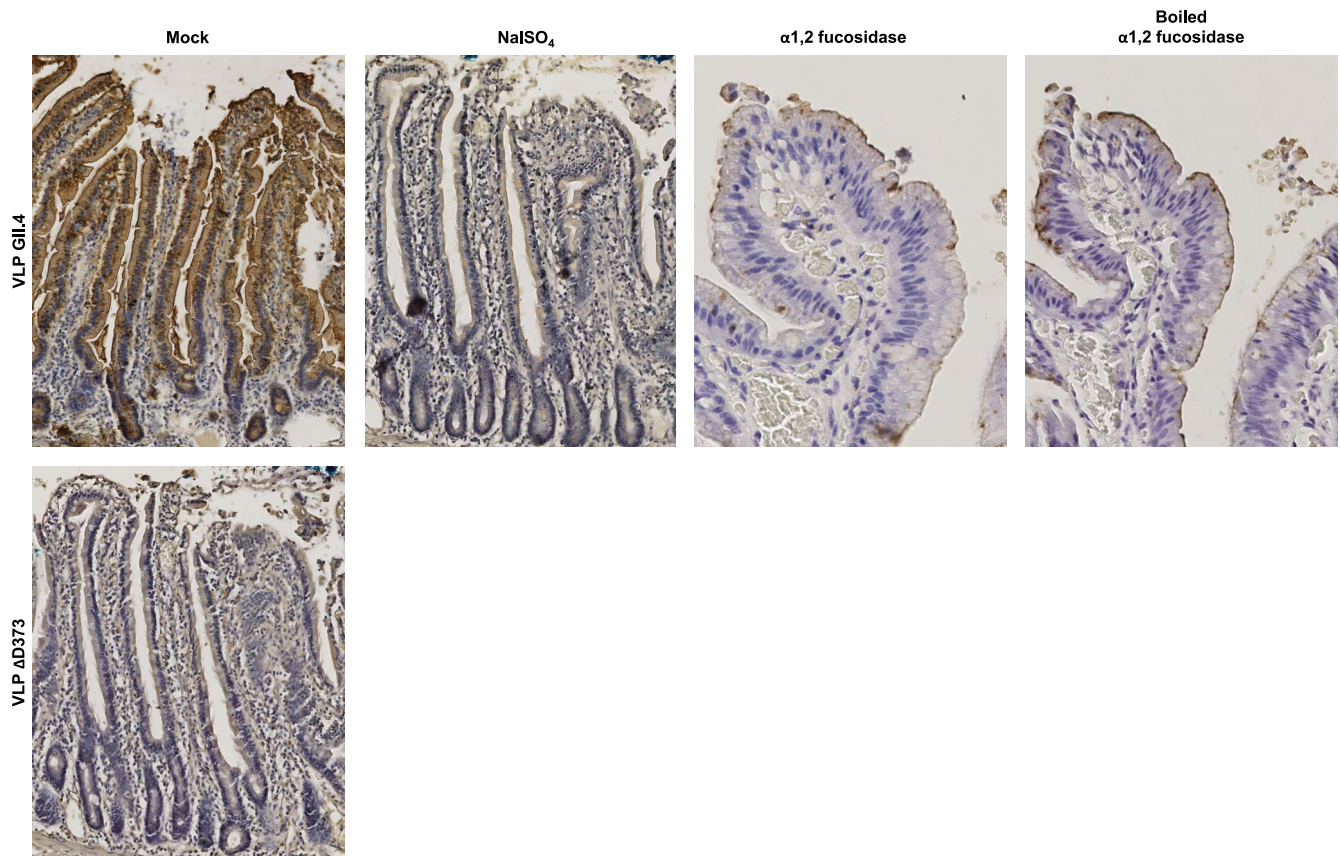 Mock
NaISO₄
α1,2 fucosidase
Boiled
α1,2 fucosidase
VLP GII.4
VLP ΔD373